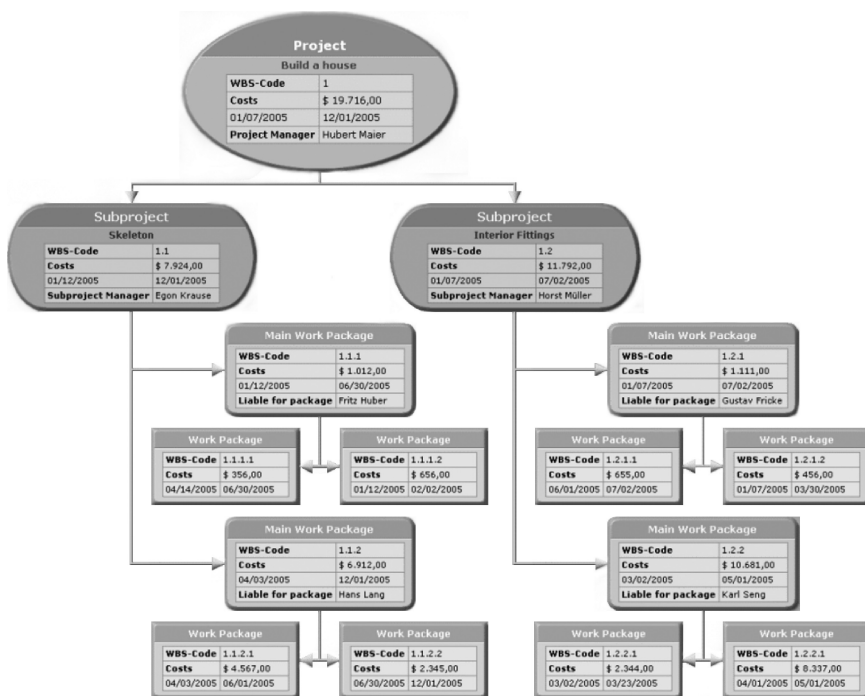 Project
Build a house
WBS-Code 1
Costs $ 19.716,00
01/07/2005 12/01/2005
Project Manager Hubert Maier
Subproject
Skeleton
WBS-Code 1.1
Costs $ 7.924,00
01/12/2005 12/01/2005
Subproject Manager Egon Krause
Subproject
Interior Fittings
WBS-Code 1.2
Costs $ 11.792,00
01/07/2005 07/02/2005
Subproject Manager Horst Müller
Main Work Package
WBS-Code 1.1.1
Costs $ 1.012,00
01/12/2005 06/30/2005
Liable for package Fritz Huber
Main Work Package
WBS-Code 1.2.1
Costs $ 1.111,00
01/07/2005 07/02/2005
Liable for package Gustav Fricke
Work Package
WBS-Code 1.1.1.1
Costs $ 356,00
04/14/2005 06/30/2005
Work Package
WBS-Code 1.1.1.2
Costs $ 656,00
01/12/2005 02/02/2005
Work Package
WBS-Code 1.2.1.1
Costs $ 655,00
06/01/2005 07/02/2005
Work Package
WBS-Code 1.2.1.2
Costs $ 456,00
01/07/2005 03/30/2005
Main Work Package
WBS-Code 1.1.2
Costs $ 6.912,00
04/03/2005 12/01/2005
Liable for package Hans Lang
Main Work Package
WBS-Code 1.2.2
Costs $ 10.681,00
03/02/2005 05/01/2005
Liable for package Karl Seng
Work Package
WBS-Code 1.1.2.1
Costs $ 4.567,00
04/03/2005 06/01/2005
Work Package
WBS-Code 1.1.2.2
Costs $ 2.345,00
06/30/2005 12/01/2005
Work Package
WBS-Code 1.2.2.1
Costs $ 2.344,00
03/02/2005 03/23/2005
Work Package
WBS-Code 1.2.2.1
Costs $ 8.337,00
04/01/2005 05/01/2005